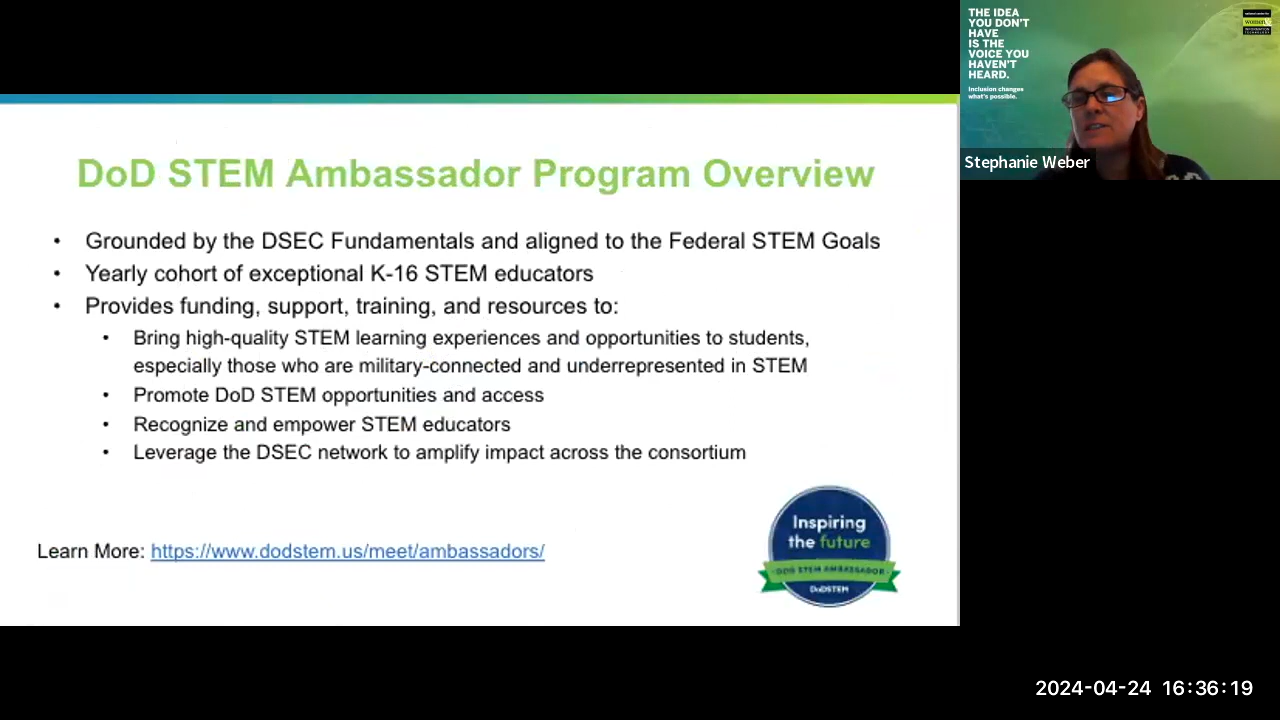 DoD STEM Ambassador Program Overview
• Grounded by the DSEC Fundamentals and aligned to the Federal STEM Goals
• Yearly cohort of exceptional K-16 STEM educators
• Provides funding, support, training, and resources to:
• Bring high-quality STEM learning experiences and opportunities to students,
especially those who are military-connected and underrepresented in STEM
• Promote DoD STEM opportunities and access
• Recognize and empower STEM educators
• Leverage the DSEC network to amplify impact across the consortium
Learn More: https://www.dodstem.us/meet/ambassadors/
Inspiring
the future
DOD STEM AMBASSADOR
DoDSTEM
THE IDEA
YOU DON'T
HAVE
IS THE
VOICE YOU
HAVEN'T
HEARD.
Inclusion changes
what's possible.
women&
INFORMATION
TECHNOLOGY
Stephanie Weber
2024-04-24 16:36:19